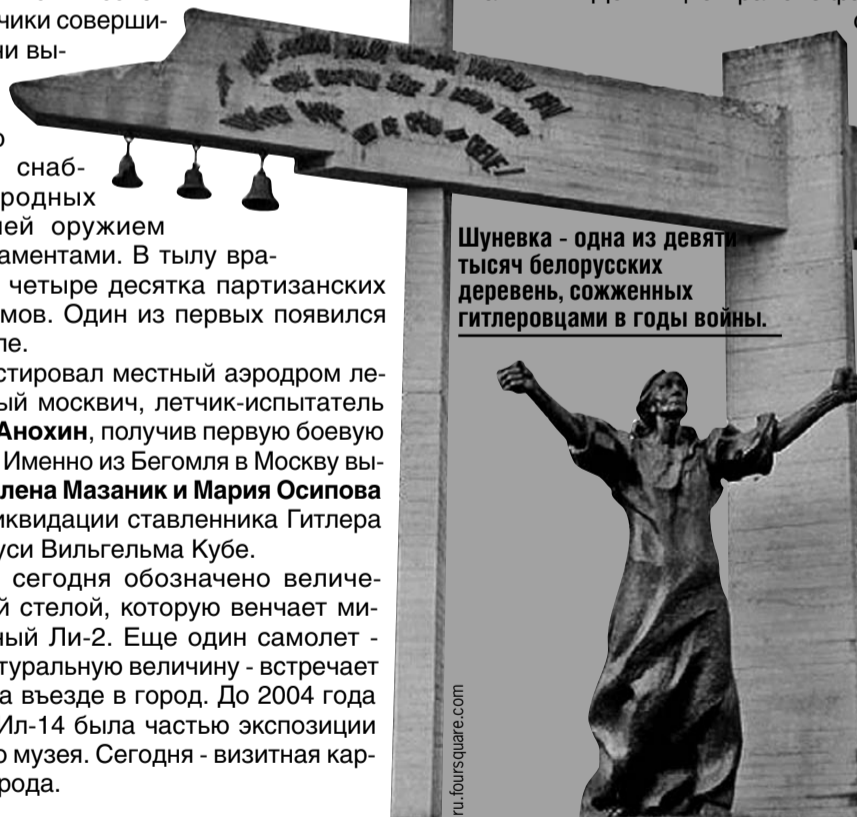 чики соверши-
ни вы-
снаб-
родных
ей оружием
аментами. В тылу вра-
четыре десятка партизанских
мов. Один из первых появился
ле.
стировал местный аэродром ле-
ый москвич, летчик-испытатель
Анохин, получив первую боевую
Именно из Бегомля в Москву вы-
лена Мазаник и Мария Осипова
иквидации ставленника Гитлера
уси Вильгельма Кубе.
сегодня обозначено величе-
й стелой, которую венчает ми-
ный Ли-2. Еще один самолет -
туральную величину - встречает
а въезде в город. До 2004 года
Ил-14 была частью экспозиции
о музея. Сегодня - визитная кар-
рода.
Шуневка - одна из девяти
тысяч белорусских
деревень, сожженных
гитлеровцами в годы войны.
ru.foursquare.com